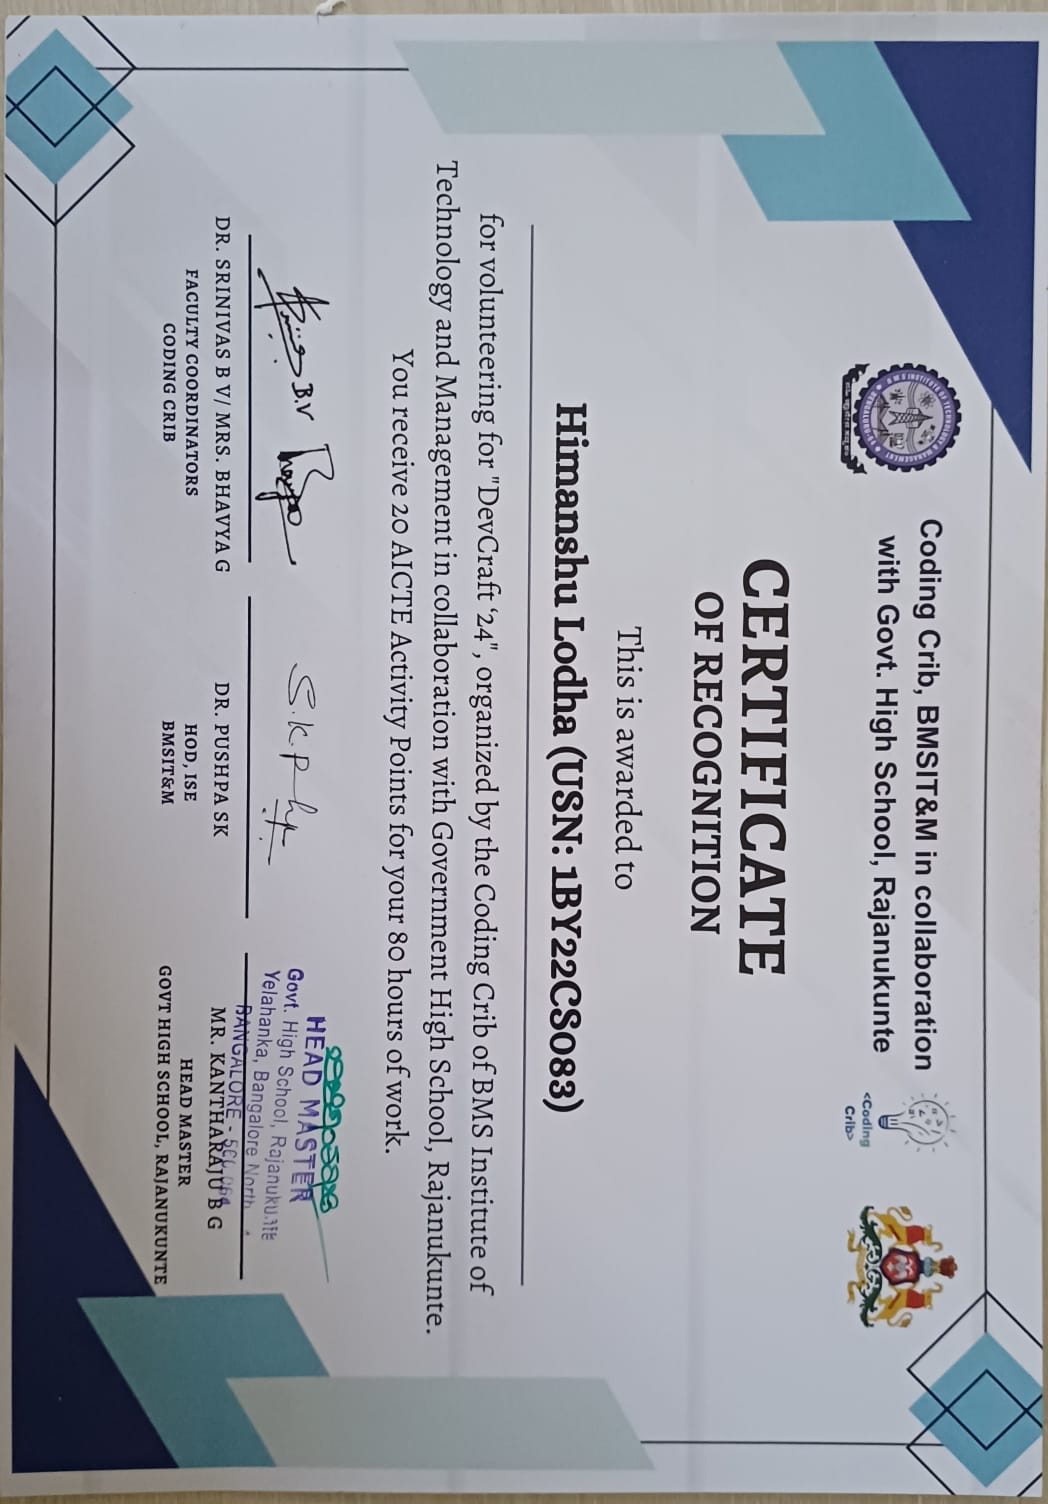 Coding Crib, BMSIT&M in collaboration
with Govt. High School, Rajanukunte
<Coding
Crib>
CERTIFICATE
OF RECOGNITION
This is awarded to
Himanshu Lodha (USN: 1BY22CS083)
for volunteering for "DevCraft ‘24", organized by the Coding Crib of BMS Institute of
Technology and Management in collaboration with Government High School, Rajanukunte.
You receive 20 AICTE Activity Points for your 80 hours of work.
B.V
S.K.P
HEAD MASTER
Govt. High School, Rajanukunte
Yelahanka, Bangalore North
BANGALORE - 560 064
DR. SRINIVAS B V/ MRS. BHAVYA G
FACULTY COORDINATORS
CODING CRIB
DR. PUSHPA SK
HOD, ISE
BMSIT&M
MR. KANTHARAJU B G
HEAD MASTER
GOVT HIGH SCHOOL, RAJANUKUNTE